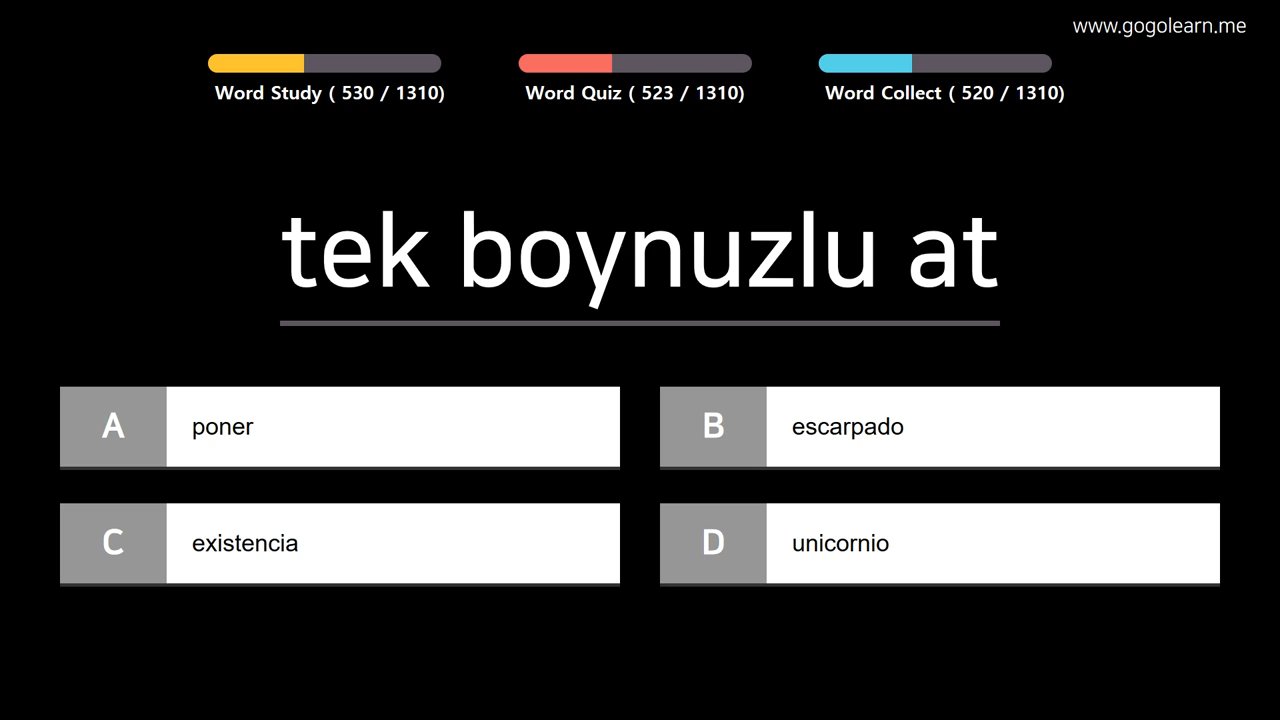 www.gogolearn.me
Word Study ( 530 / 1310)
Word Quiz ( 523 / 1310)
Word Collect ( 520 / 1310)
tek boynuzlu at
A poner
B escarpado
C existencia
D unicornio